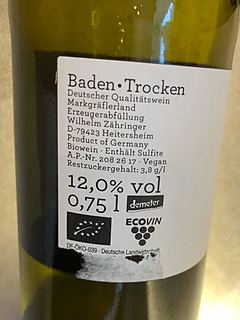 Baden • Trocken
Deutscher Qualitätswein
Markgräflerland
Erzeugerabfüllung
Wilhelm Zähringer
D-79423 Heitersheim
Product of Germany
Biowein · Enthält Sulfite
A.P.-Nr. 208 26 17 · Vegan
Restzuckergehalt: 3,8 g/l
12,0% vol
0,75 l demeter
ECOVIN
DE-ÖKO-039 · Deutsche Landwirtschaft